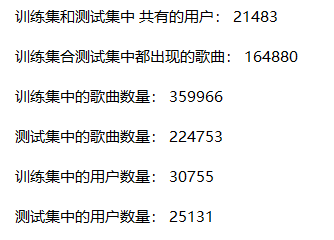 训练集和测试集中 共有的用户： 21483
训练集合测试集中都出现的歌曲： 164880
训练集中的歌曲数量： 359966
测试集中的歌曲数量： 224753
训练集中的用户数量： 30755
测试集中的用户数量： 25131